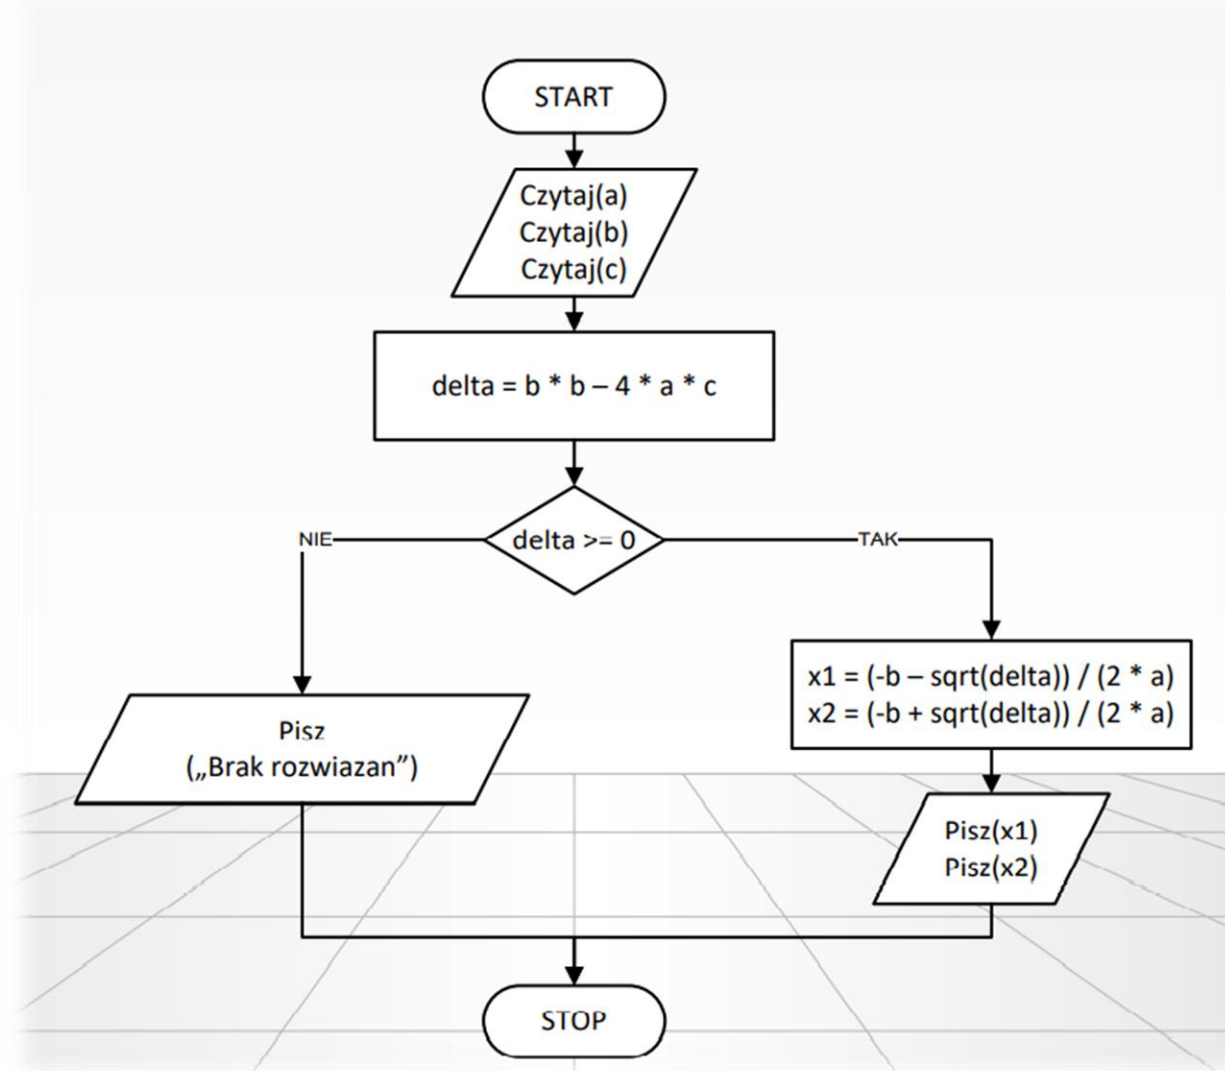 START
Czytaj(a)
Czytaj(b)
Czytaj(c)
delta = b * b – 4 * a * c
NIE
delta >= 0
TAK
x1 = (-b – sqrt(delta)) / (2 * a)
x2 = (-b + sqrt(delta)) / (2 * a)
Pisz
(„Brak rozwiazan”)
Pisz(x1)
Pisz(x2)
STOP